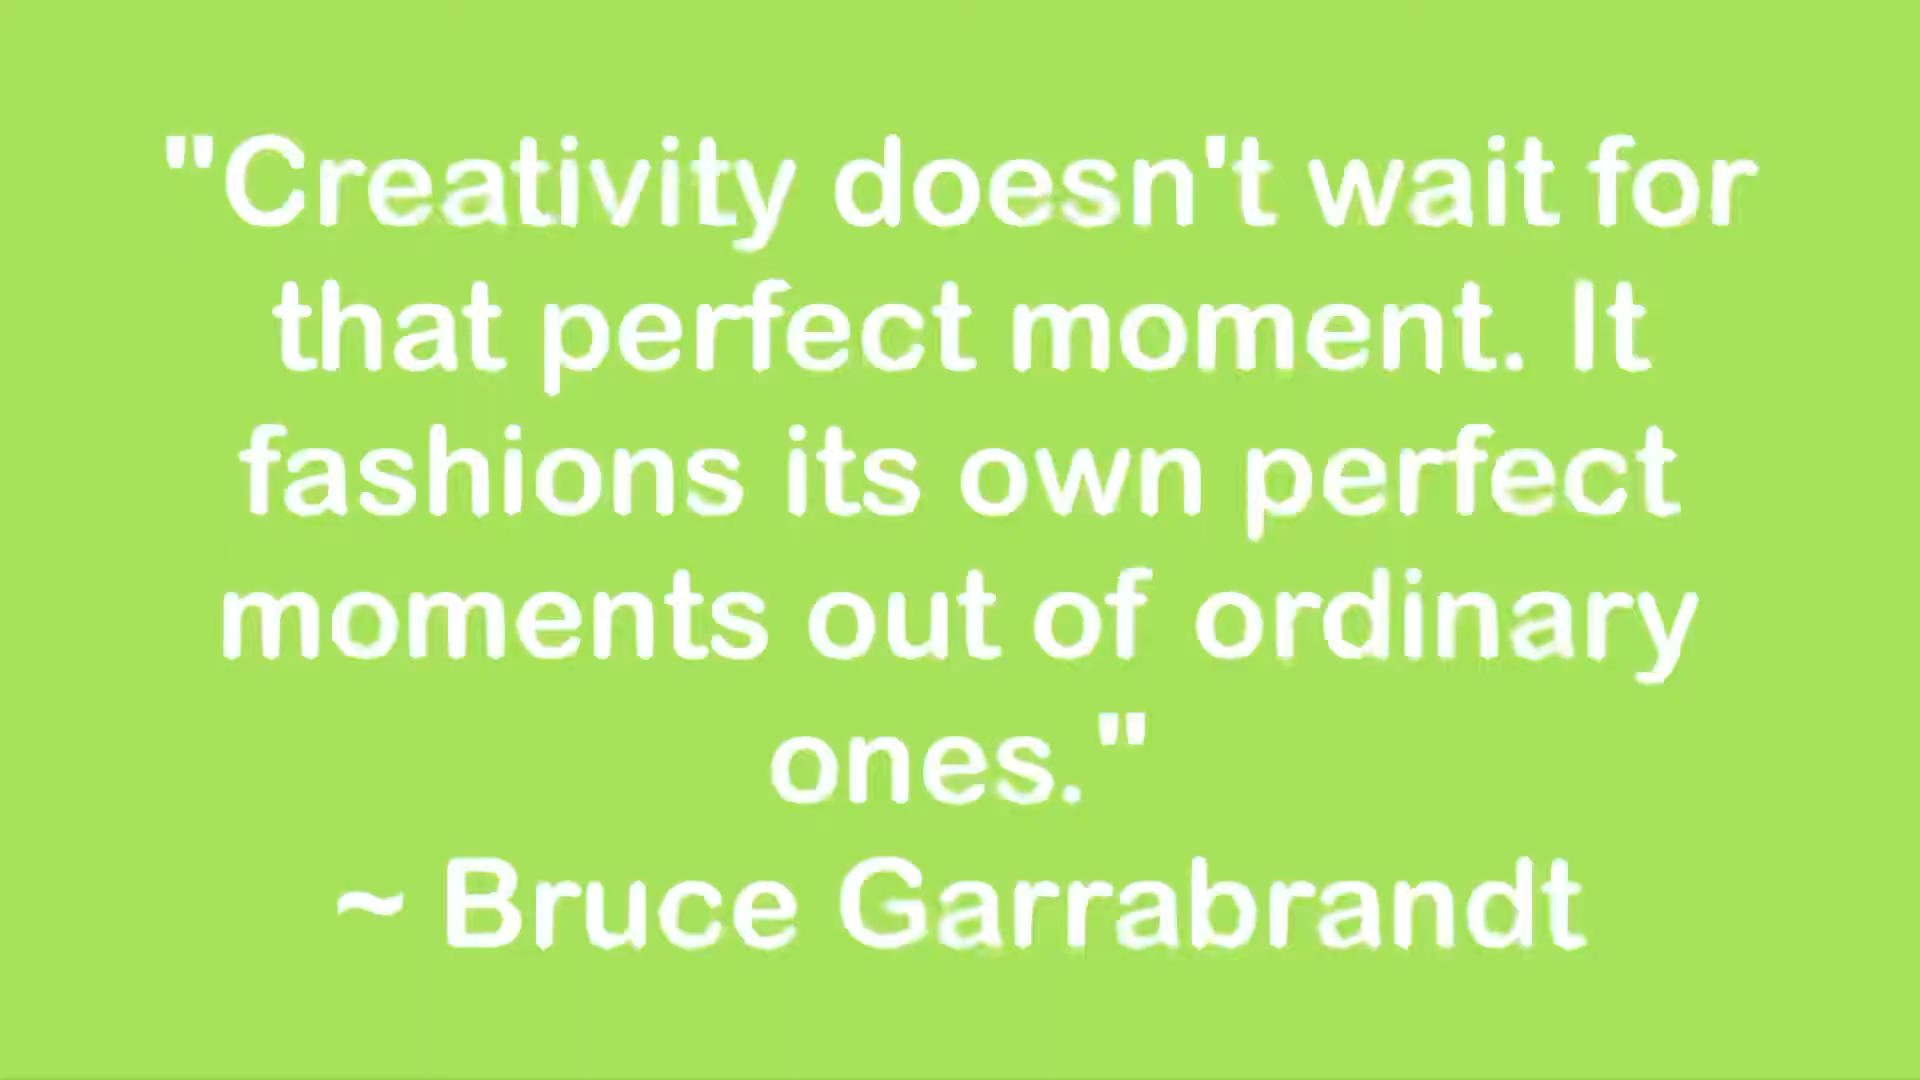 "Creativity doesn't wait for
that perfect moment. It
fashions its own perfect
moments out of ordinary
ones."
~ Bruce Garrabrandt